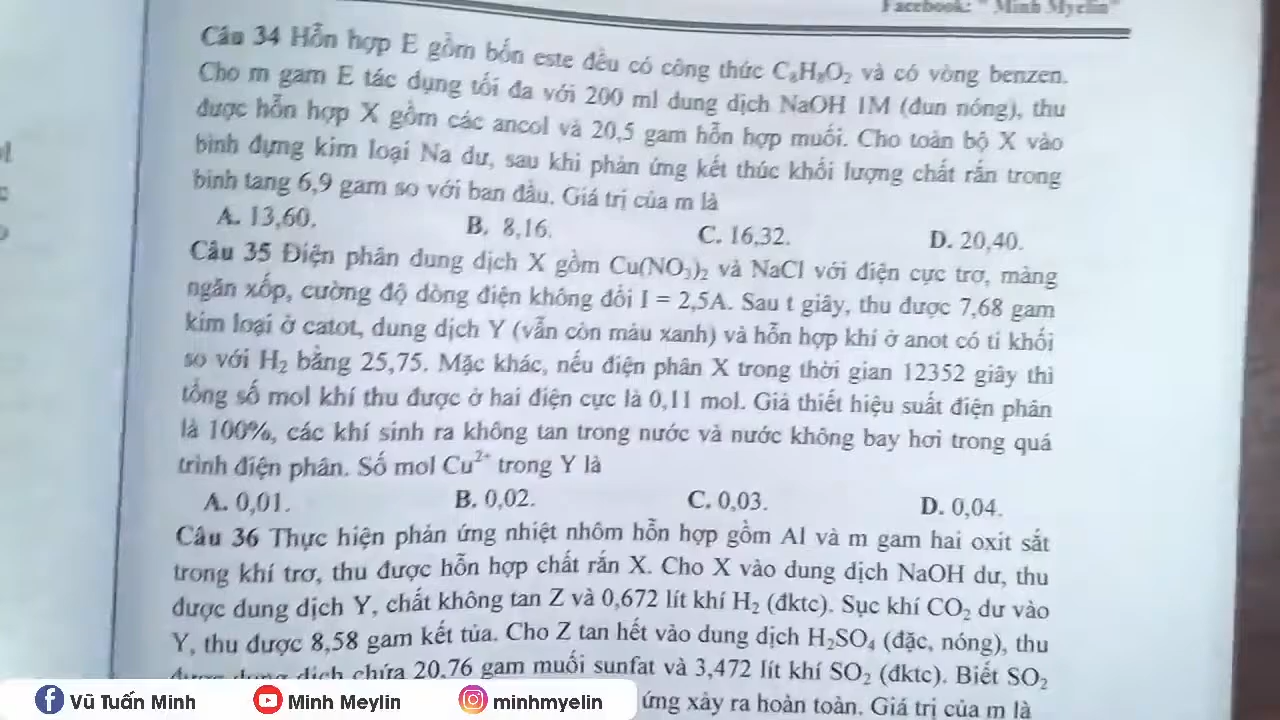 Facebook: " Minh Myelin"
Câu 34 Hỗn hợp E gồm bốn este đều có công thức C₈H₈O₂ và có vòng benzen.
Cho m gam E tác dụng tối đa với 200 ml dung dịch NaOH 1M (đun nóng), thu
được hỗn hợp X gồm các ancol và 20,5 gam hỗn hợp muối. Cho toàn bộ X vào
bình đựng kim loại Na dư, sau khi phản ứng kết thúc khối lượng chất rắn trong
bình tang 6,9 gam so với ban đầu. Giá trị của m là
A. 13,60. B. 8,16. C. 16,32. D. 20,40.
Câu 35 Điện phân dung dịch X gồm Cu(NO₃)₂ và NaCl với điện cực trơ, màng
ngăn xốp, cường độ dòng điện không đổi I = 2,5A. Sau t giây, thu được 7,68 gam
kim loại ở catot, dung dịch Y (vẫn còn màu xanh) và hỗn hợp khí ở anot có tỉ khối
so với H₂ bằng 25,75. Mặc khác, nếu điện phân X trong thời gian 12352 giây thì
tổng số mol khí thu được ở hai điện cực là 0,11 mol. Giả thiết hiệu suất điện phân
là 100%, các khí sinh ra không tan trong nước và nước không bay hơi trong quá
trình điện phân. Số mol Cu²⁺ trong Y là
A. 0,01. B. 0,02. C. 0,03. D. 0,04.
Câu 36 Thực hiện phản ứng nhiệt nhôm hỗn hợp gồm Al và m gam hai oxit sắt
trong khí trơ, thu được hỗn hợp chất rắn X. Cho X vào dung dịch NaOH dư, thu
được dung dịch Y, chất không tan Z và 0,672 lít khí H₂ (đktc). Sục khí CO₂ dư vào
Y, thu được 8,58 gam kết tủa. Cho Z tan hết vào dung dịch H₂SO₄ (đặc, nóng), thu
được dung dịch chứa 20,76 gam muối sunfat và 3,472 lít khí SO₂ (đktc). Biết SO₂
ứng xảy ra hoàn toàn. Giá trị của m là
Vũ Tuấn Minh Minh Meylin minhmyelin